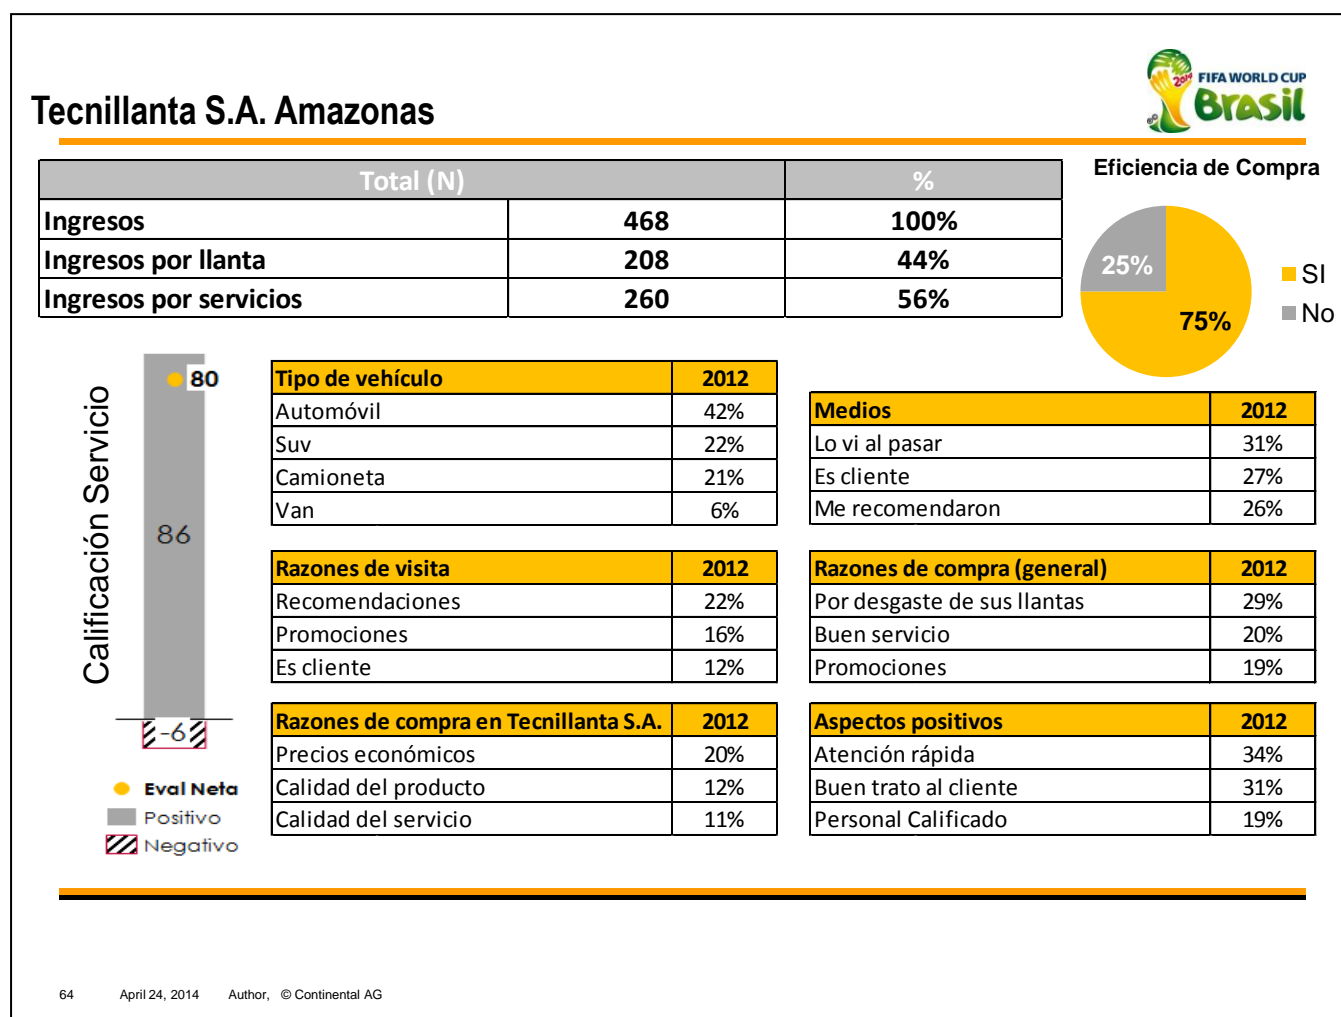 2014 FIFA WORLD CUP
Brasil
Tecnillanta S.A. Amazonas
Total (N) %
Ingresos 468 100%
Ingresos por llanta 208 44%
Ingresos por servicios 260 56%
Eficiencia de Compra
25%
75%
SI
No
Calificación Servicio
80
86
-6
Eval Neta
Positivo
Negativo
Tipo de vehículo 2012
Automóvil 42%
Suv 22%
Camioneta 21%
Van 6%
Medios 2012
Lo vi al pasar 31%
Es cliente 27%
Me recomendaron 26%
Razones de visita 2012
Recomendaciones 22%
Promociones 16%
Es cliente 12%
Razones de compra (general) 2012
Por desgaste de sus llantas 29%
Buen servicio 20%
Promociones 19%
Razones de compra en Tecnillanta S.A. 2012
Precios económicos 20%
Calidad del producto 12%
Calidad del servicio 11%
Aspectos positivos 2012
Atención rápida 34%
Buen trato al cliente 31%
Personal Calificado 19%
64 April 24, 2014 Author, © Continental AG